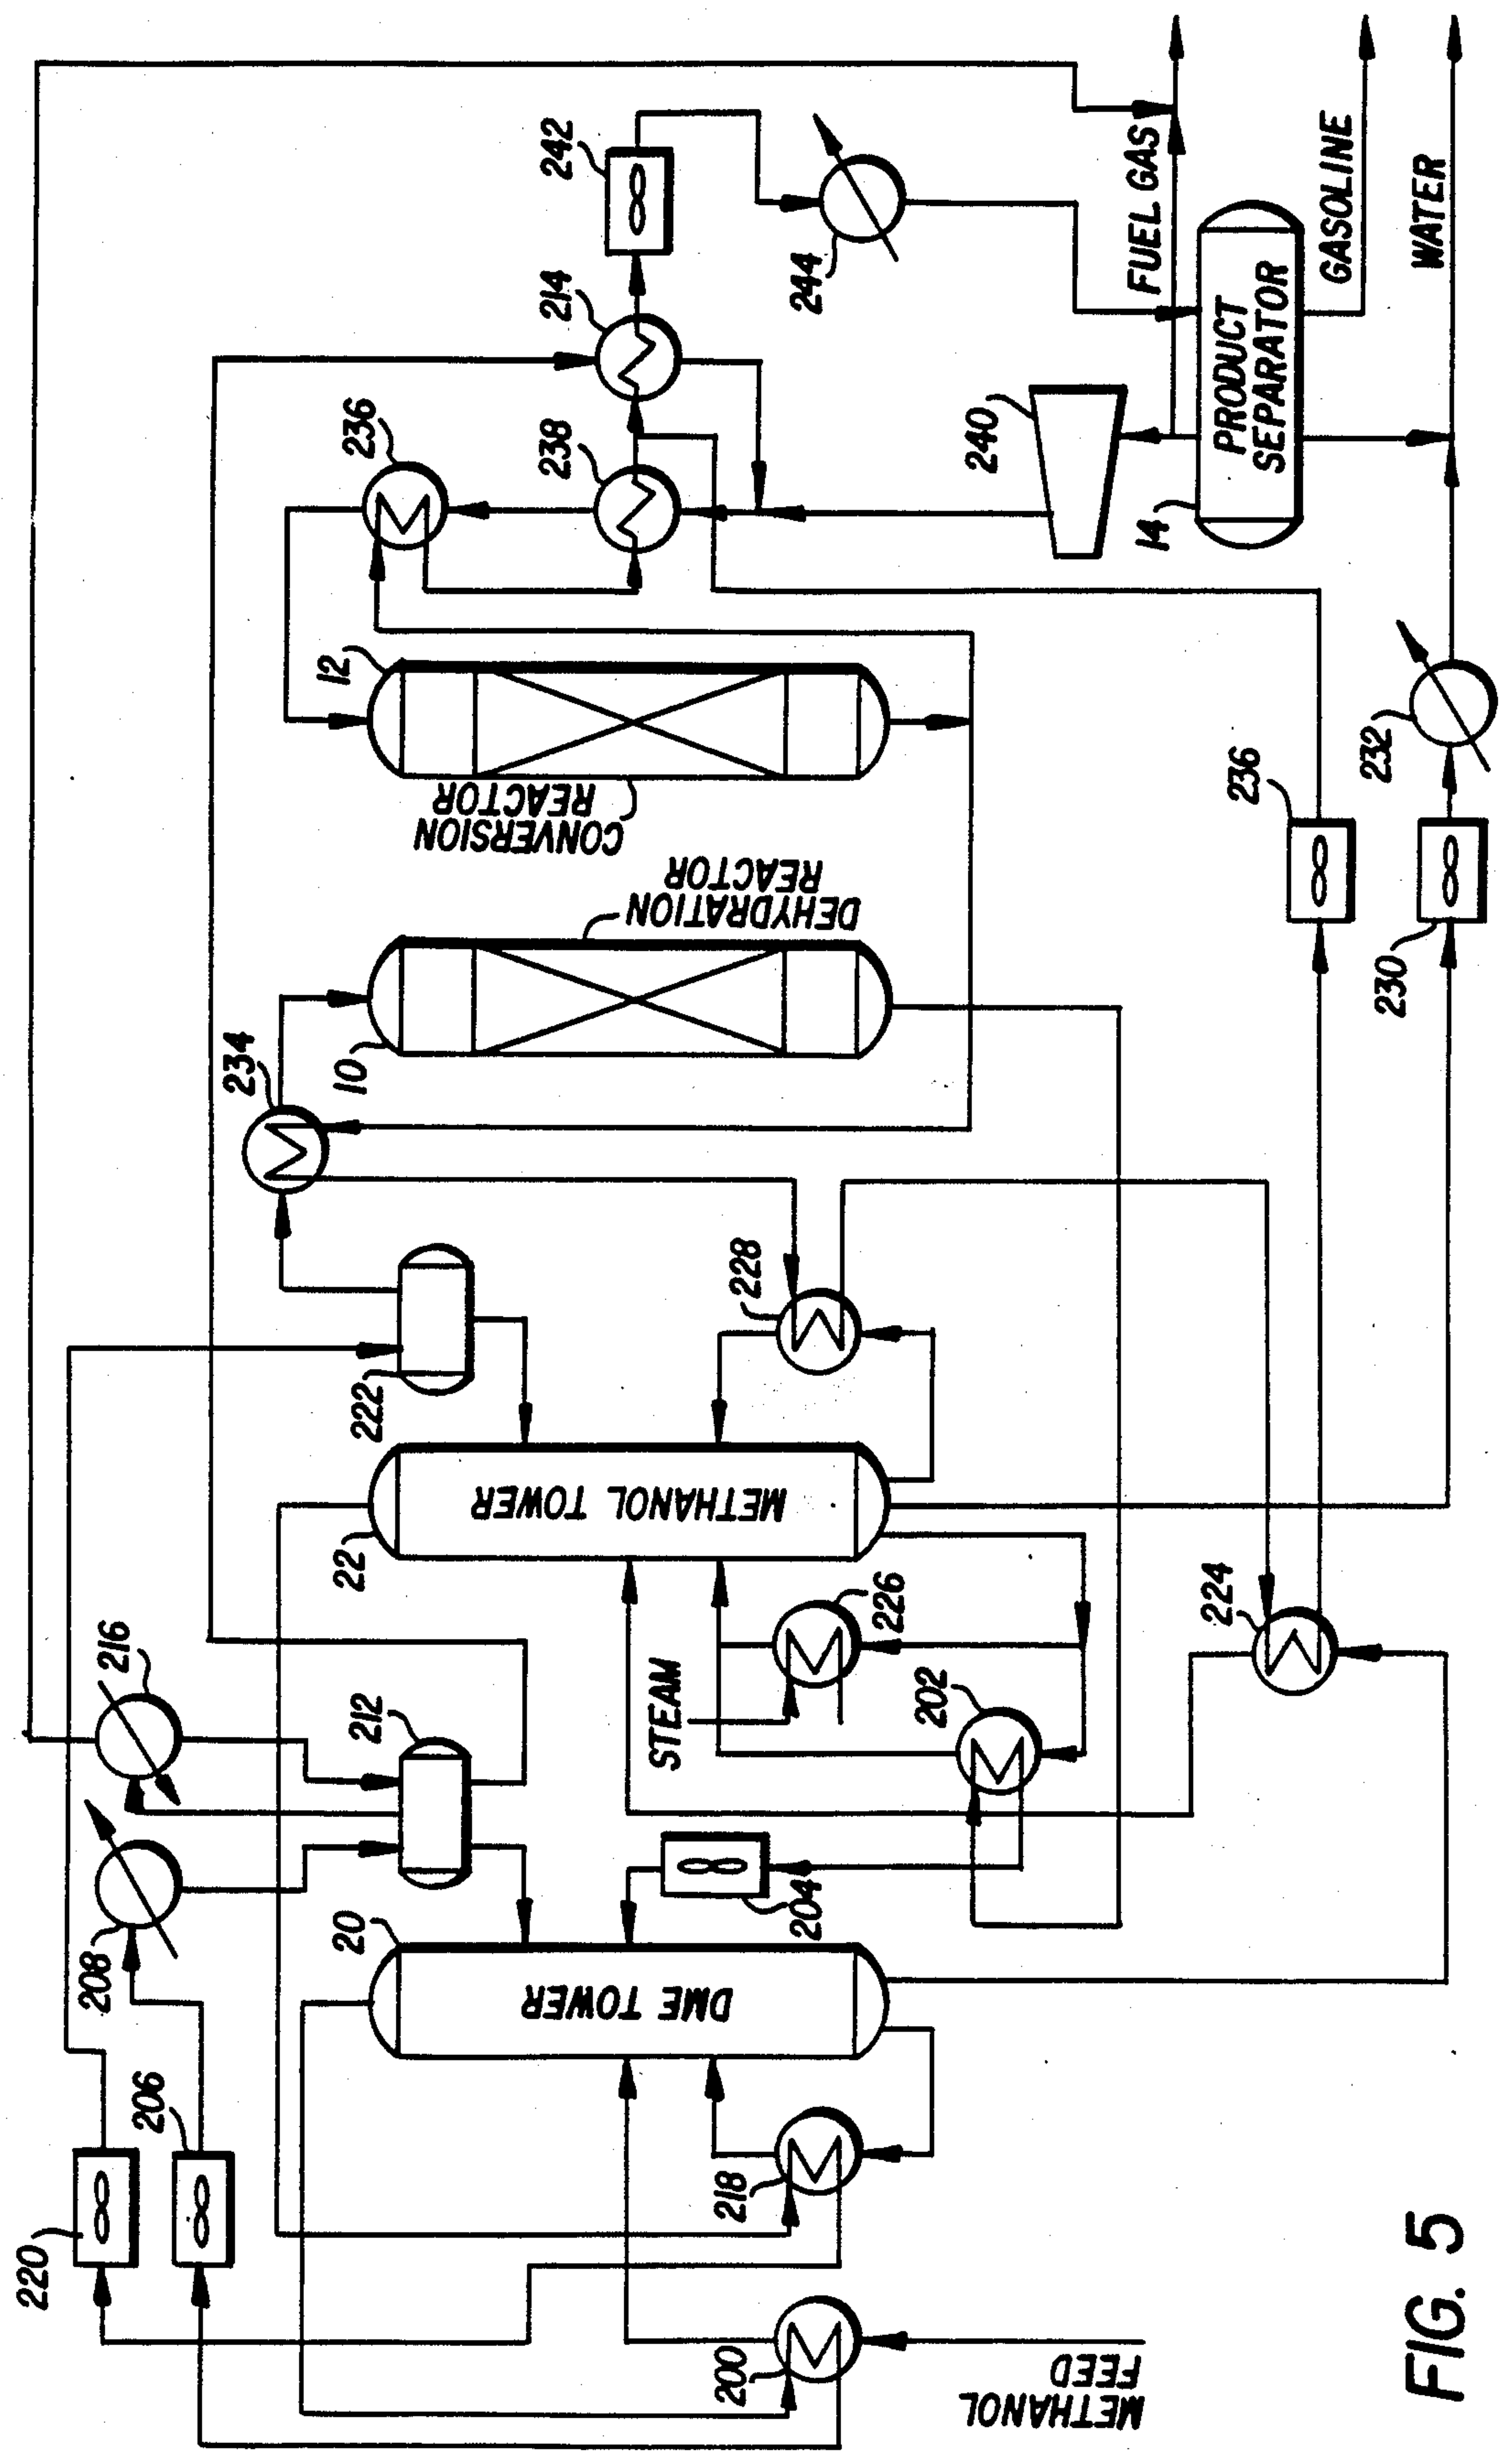 220
206
208
216
200
218
METHANOL
FEED
20
DME TOWER
204
212
202
STEAM
226
22
METHANOL TOWER
222
228
224
234
10
DEHYDRATION
REACTOR
12
CONVERSION
REACTOR
236
238
214
242
244
240
14
PRODUCT
SEPARATOR
FUEL GAS
GASOLINE
WATER
236
230
232
FIG. 5